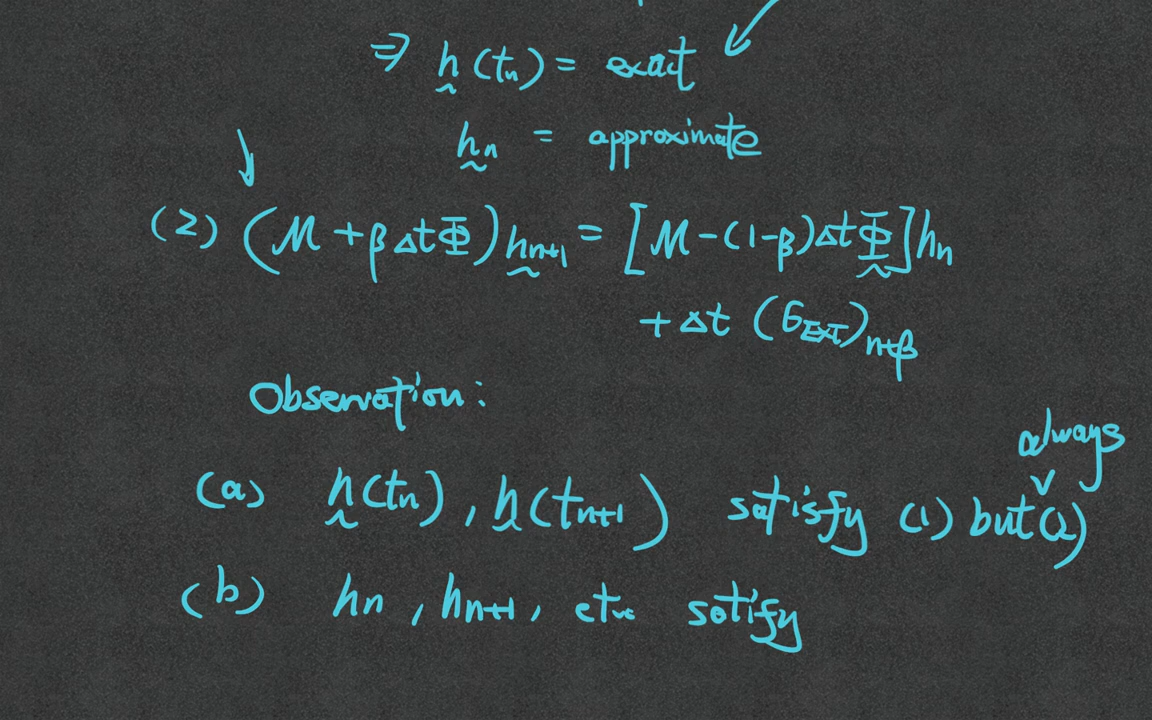 ⇒ h(tₙ) = exact
hₙ = approximate
(2) (M + βΔtΦ)hₙ₊₁ = [M-(1-β)ΔtΦ]hₙ
+ Δt (G_EXT)ₙ₊ᵦ
Observation:
always
(a) h(tₙ), h(tₙ₊₁) satisfy (1) but (2)
(b) hₙ, hₙ₊₁, etc satify